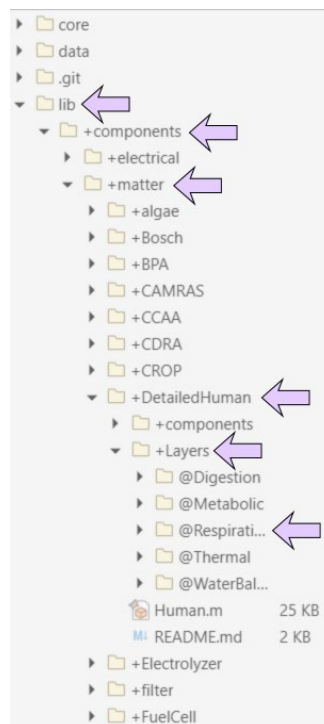 core
data
.git
lib
+components
+electrical
+matter
+algae
+Bosch
+BPA
+CAMRAS
+CCAA
+CDRA
+CROP
+DetailedHuman
+components
+Layers
@Digestion
@Metabolic
@Respirati...
@Thermal
@WaterBal...
Human.m 25 KB
M↓ README.md 2 KB
+Electrolyzer
+filter
+FuelCell